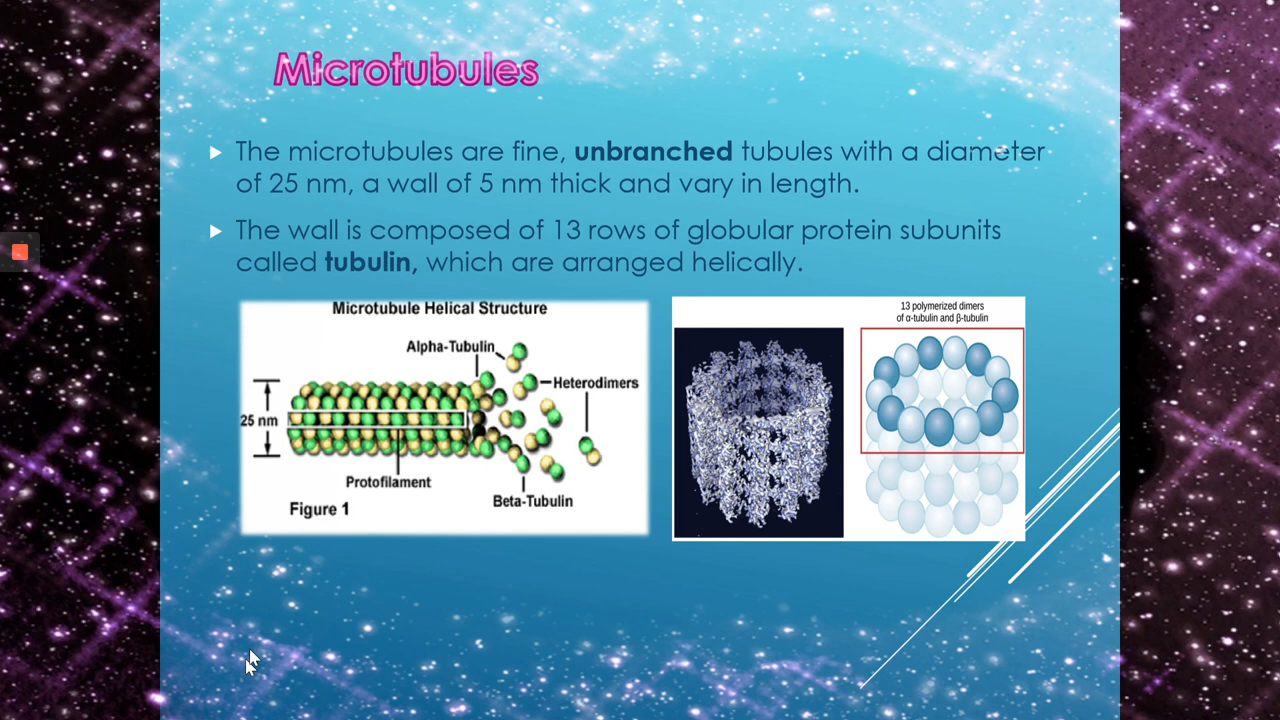 Microtubules
The microtubules are fine, unbranched tubules with a diameter
of 25 nm, a wall of 5 nm thick and vary in length.
The wall is composed of 13 rows of globular protein subunits
called tubulin, which are arranged helically.
Microtubule Helical Structure
Alpha-Tubulin
Heterodimers
25 nm
Protofilament
Beta-Tubulin
Figure 1
13 polymerized dimers
of α-tubulin and β-tubulin